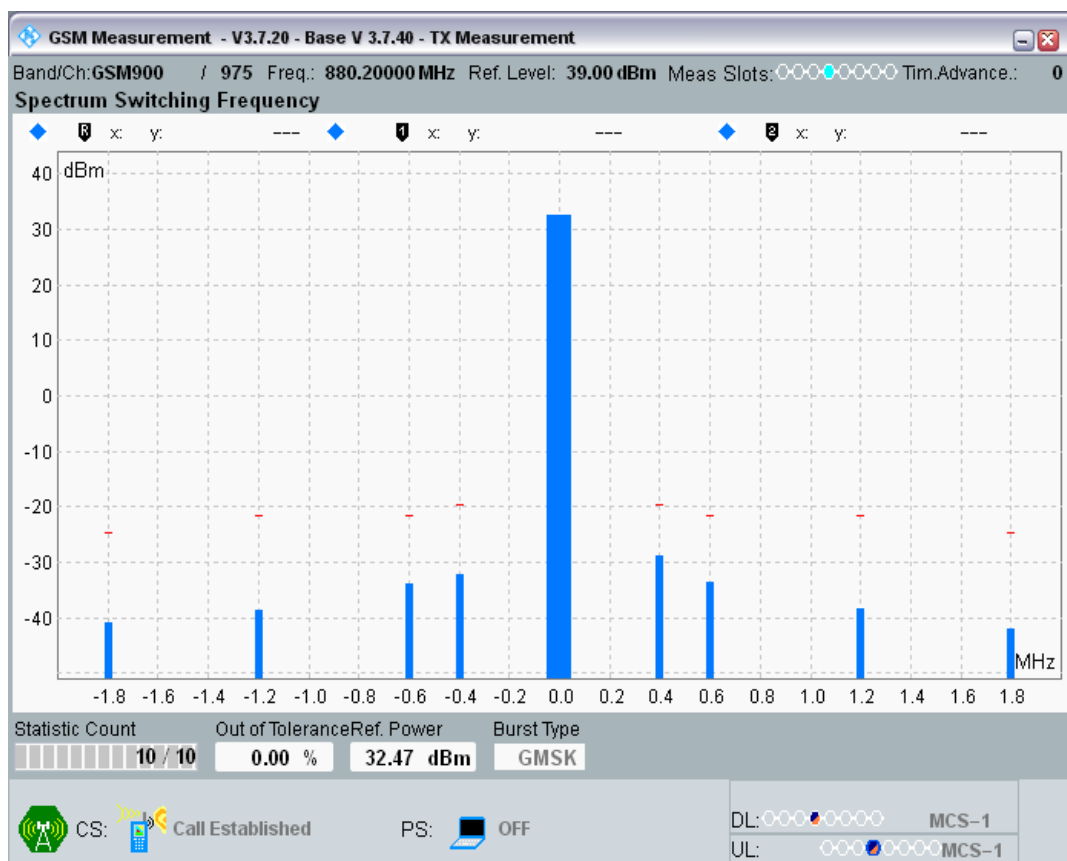 GSM Measurement - V3.7.20 - Base V 3.7.40 - TX Measurement
Band/Ch:GSM900 / 975 Freq.: 880.20000 MHz Ref. Level: 39.00 dBm Meas Slots: Tim.Advance.: 0
Spectrum Switching Frequency
R x: y: --- 1 x: y: --- 2 x: y: ---
40 dBm
30
20
10
0
-10
-20
-30
-40
MHz
-1.8 -1.6 -1.4 -1.2 -1.0 -0.8 -0.6 -0.4 -0.2 0.0 0.2 0.4 0.6 0.8 1.0 1.2 1.4 1.6 1.8
Statistic Count Out of Tolerance Ref. Power Burst Type
10 / 10 0.00 % 32.47 dBm GMSK
CS: Call Established PS: OFF
DL: MCS-1
UL: MCS-1